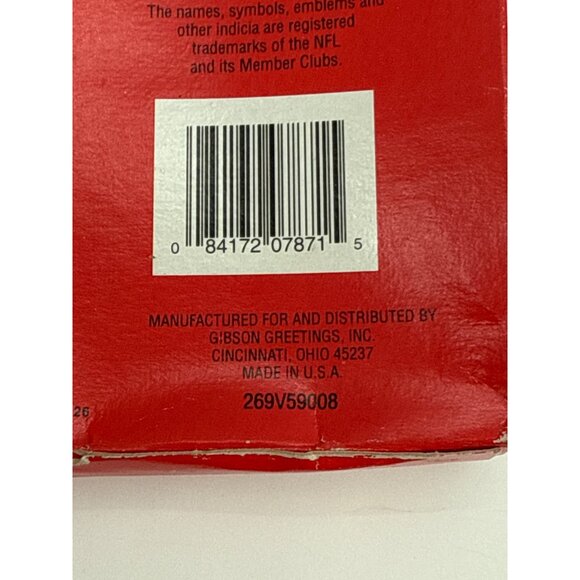 The names, symbols, emblems and
other indicia are registered
trademarks of the NFL
and its Member Clubs.
0 84172 07871 5
MANUFACTURED FOR AND DISTRIBUTED BY
GIBSON GREETINGS, INC.
CINCINNATI, OHIO 45237
MADE IN U.S.A.
269V59008
26